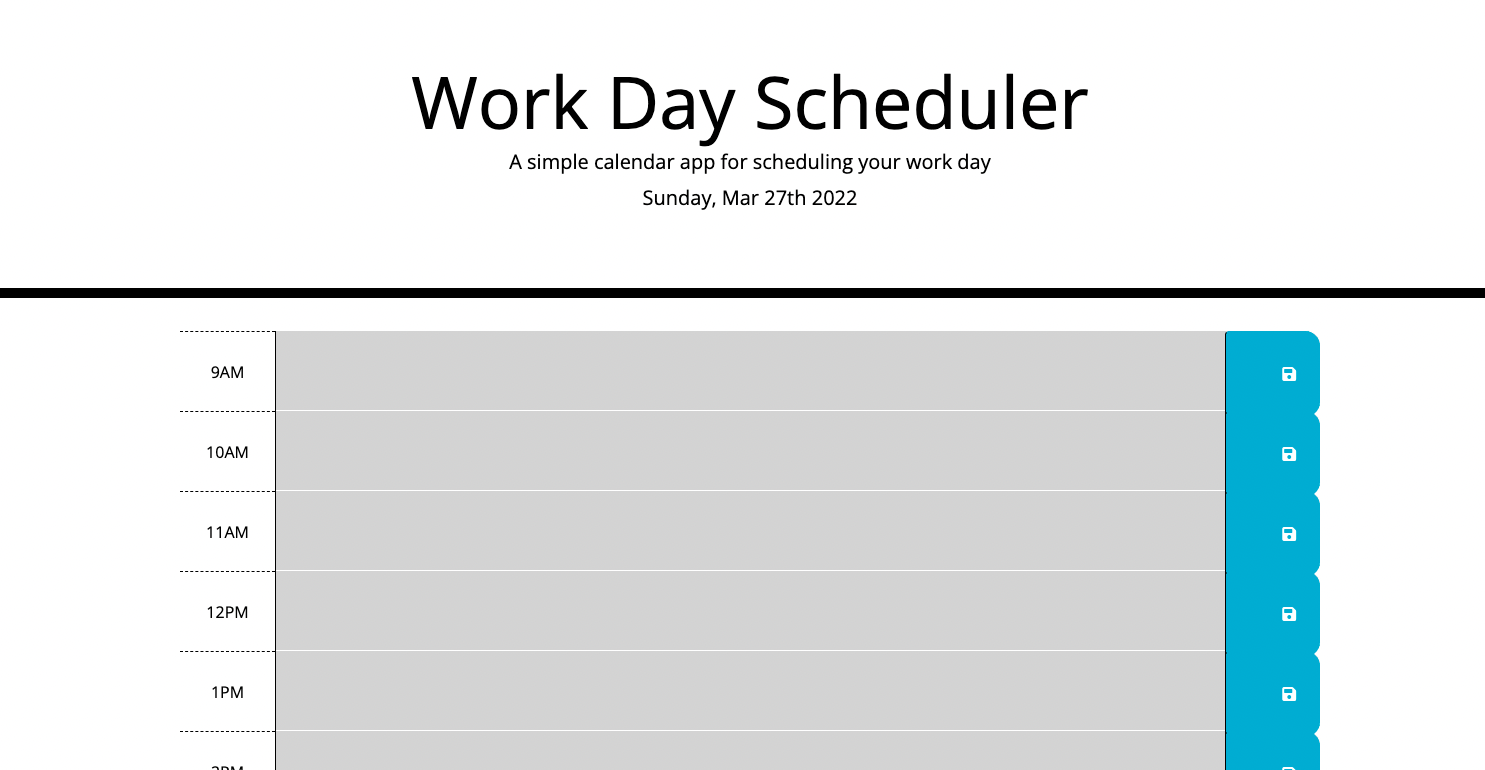 Work Day Scheduler
A simple calendar app for scheduling your work day
Sunday, Mar 27th 2022
9AM
10AM
11AM
12PM
1PM
2PM